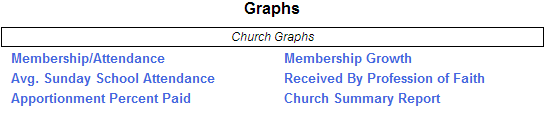 Graphs
Church Graphs
Membership/Attendance
Membership Growth
Avg. Sunday School Attendance
Received By Profession of Faith
Apportionment Percent Paid
Church Summary Report